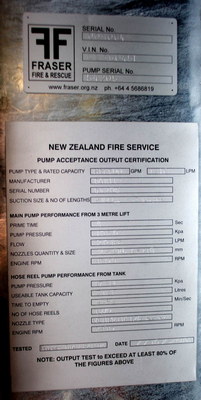 SERIAL No.
V.I.N. No.
PUMP SERIAL No.
FF
FRASER
FIRE & RESCUE
www.fraser.org.nz ph +64 4 5686819
NEW ZEALAND FIRE SERVICE
PUMP ACCEPTANCE OUTPUT CERTIFICATION
PUMP TYPE & RATED CAPACITY GPM LPM
MANUFACTURER
SERIAL NUMBER
SUCTION SIZE & NO OF LENGTHS
MAIN PUMP PERFORMANCE FROM 3 METRE LIFT
PRIME TIME Sec
PUMP PRESSURE Kpa
FLOW LPM
NOZZLES QUANTITY & SIZE mm
ENGINE RPM RPM
HOSE REEL PUMP PERFORMANCE FROM TANK
PUMP PRESSURE Kpa
USEABLE TANK CAPACITY Litres
TIME TO EMPTY Min/Sec
NO OF HOSE REELS
NOZZLE TYPE
ENGINE RPM RPM
TESTED DATE
NOTE: OUTPUT TEST to EXCEED AT LEAST 80% OF
THE FIGURES ABOVE